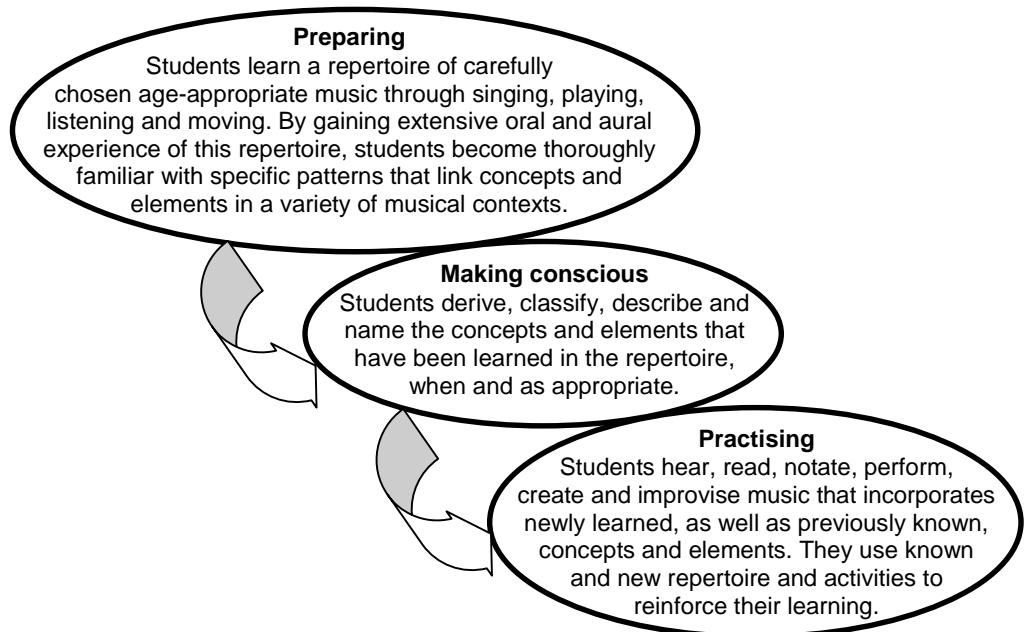 Preparing
Students learn a repertoire of carefully
chosen age-appropriate music through singing, playing,
listening and moving. By gaining extensive oral and aural
experience of this repertoire, students become thoroughly
familiar with specific patterns that link concepts and
elements in a variety of musical contexts.
Making conscious
Students derive, classify, describe and
name the concepts and elements that
have been learned in the repertoire,
when and as appropriate.
Practising
Students hear, read, notate, perform,
create and improvise music that incorporates
newly learned, as well as previously known,
concepts and elements. They use known
and new repertoire and activities to
reinforce their learning.